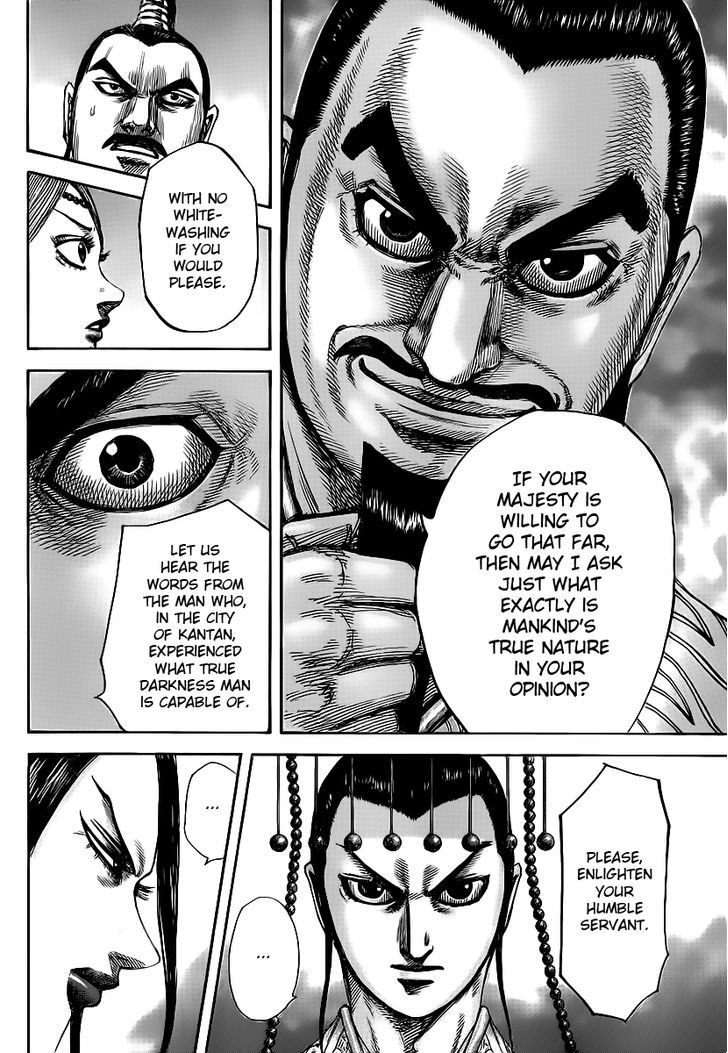 IF YOUR
MAJESTY IS
WILLING TO
GO THAT FAR,
THEN MAY I ASK
JUST WHAT
EXACTLY IS
MANKIND'S
TRUE NATURE
IN YOUR
OPINION?
WITH NO
WHITE-
WASHING
IF YOU
WOULD
PLEASE.
LET US
HEAR THE
WORDS FROM
THE MAN WHO,
IN THE CITY
OF KANTAN,
EXPERIENCED
WHAT TRUE
DARKNESS MAN
IS CAPABLE OF.
PLEASE,
ENLIGHTEN
YOUR
HUMBLE
SERVANT.
...
...